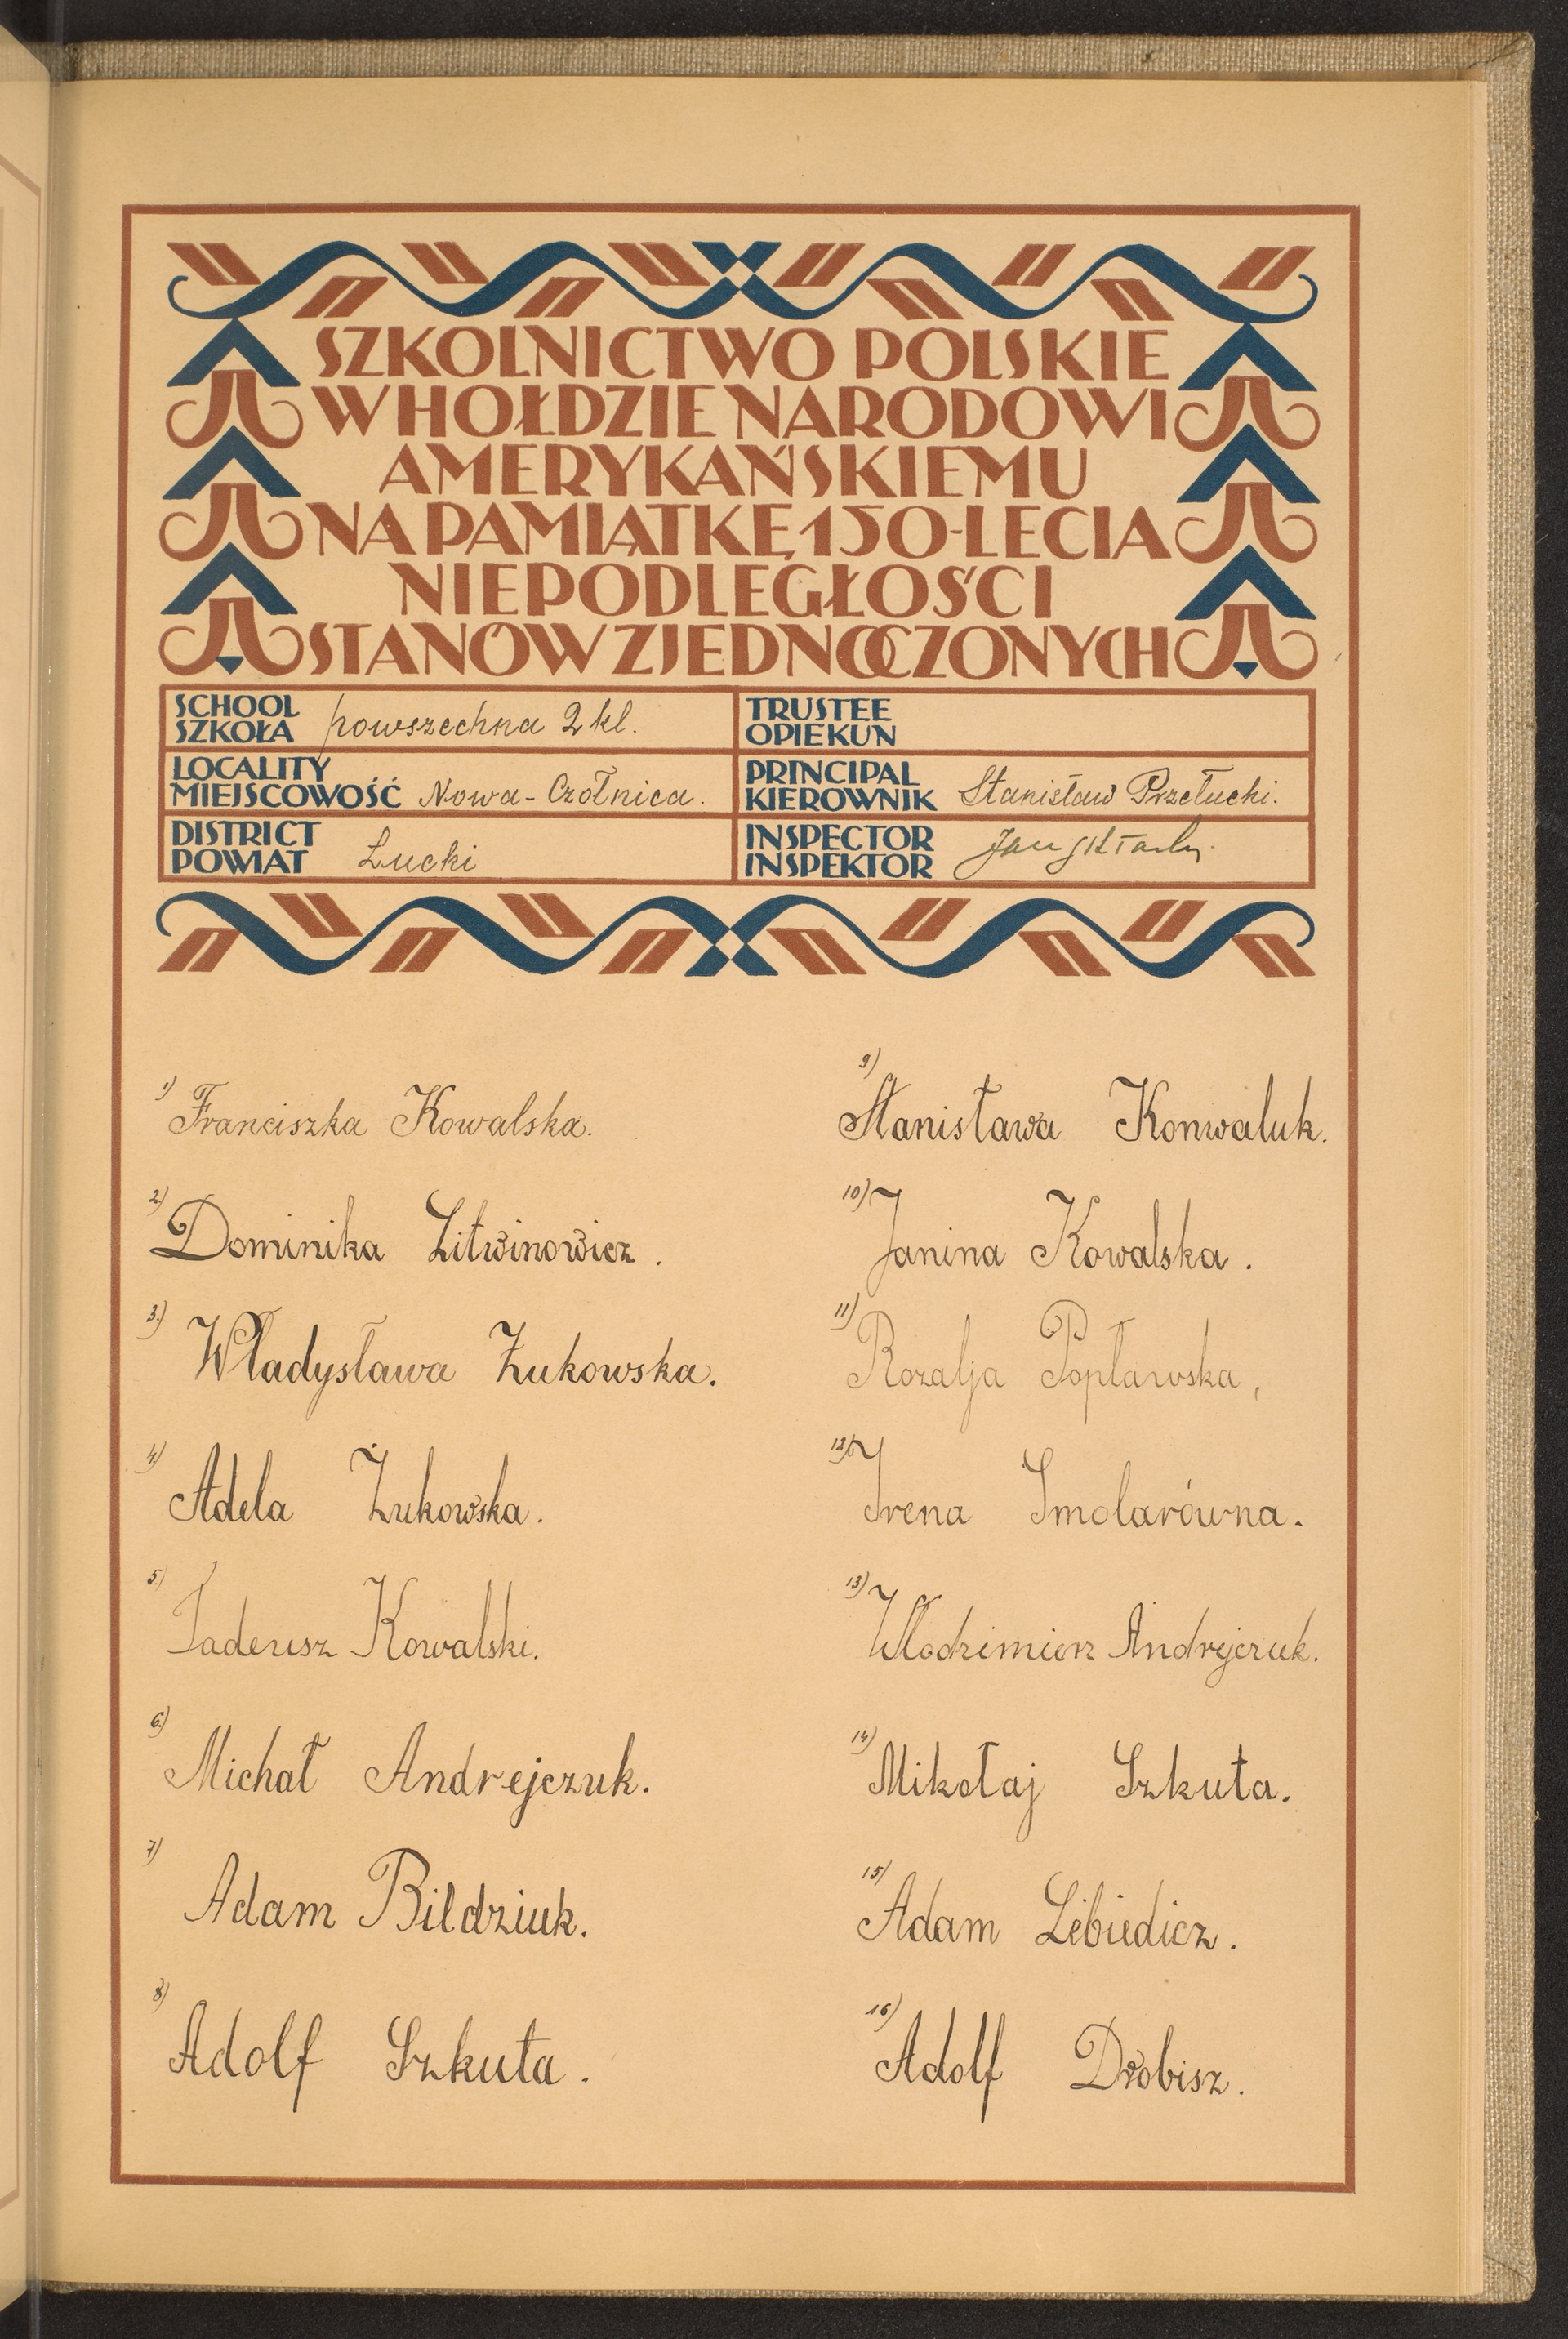 SZKOLNICTWO POLSKIE
W HOŁDZIE NARODOWI
AMERYKAŃSKIEMU
NA PAMIĄTKĘ 150-LECIA
NIEPODLEGŁOŚCI
STANÓW ZJEDNOCZONYCH
SCHOOL
SZKOŁA powszechna 2 kl.
TRUSTEE
OPIEKUN
LOCALITY
MIEJSCOWOŚĆ Nowa-Czołnica.
PRINCIPAL
KIEROWNIK Stanisław Przełucki.
DISTRICT
POWIAT Łucki
INSPECTOR
INSPEKTOR Jan
1) Franciszka Kowalska.
2) Dominika Litwinowicz.
3.) Władysława Żukowska.
4) Adela Żukowska.
5.) Tadeusz Kowalski.
6.) Michał Andrejczuk.
7) Adam Bildziuk.
8) Adolf Szkuta.
9) Stanisława Konwaluk.
10) Janina Kowalska.
11) Rozalja Popławska,
12) Irena Smolarówna.
13) Włodzimierz Andrejczuk.
14) Mikołaj Szkuta.
15) Adam Lebiedicz.
16) Adolf Drobisz.